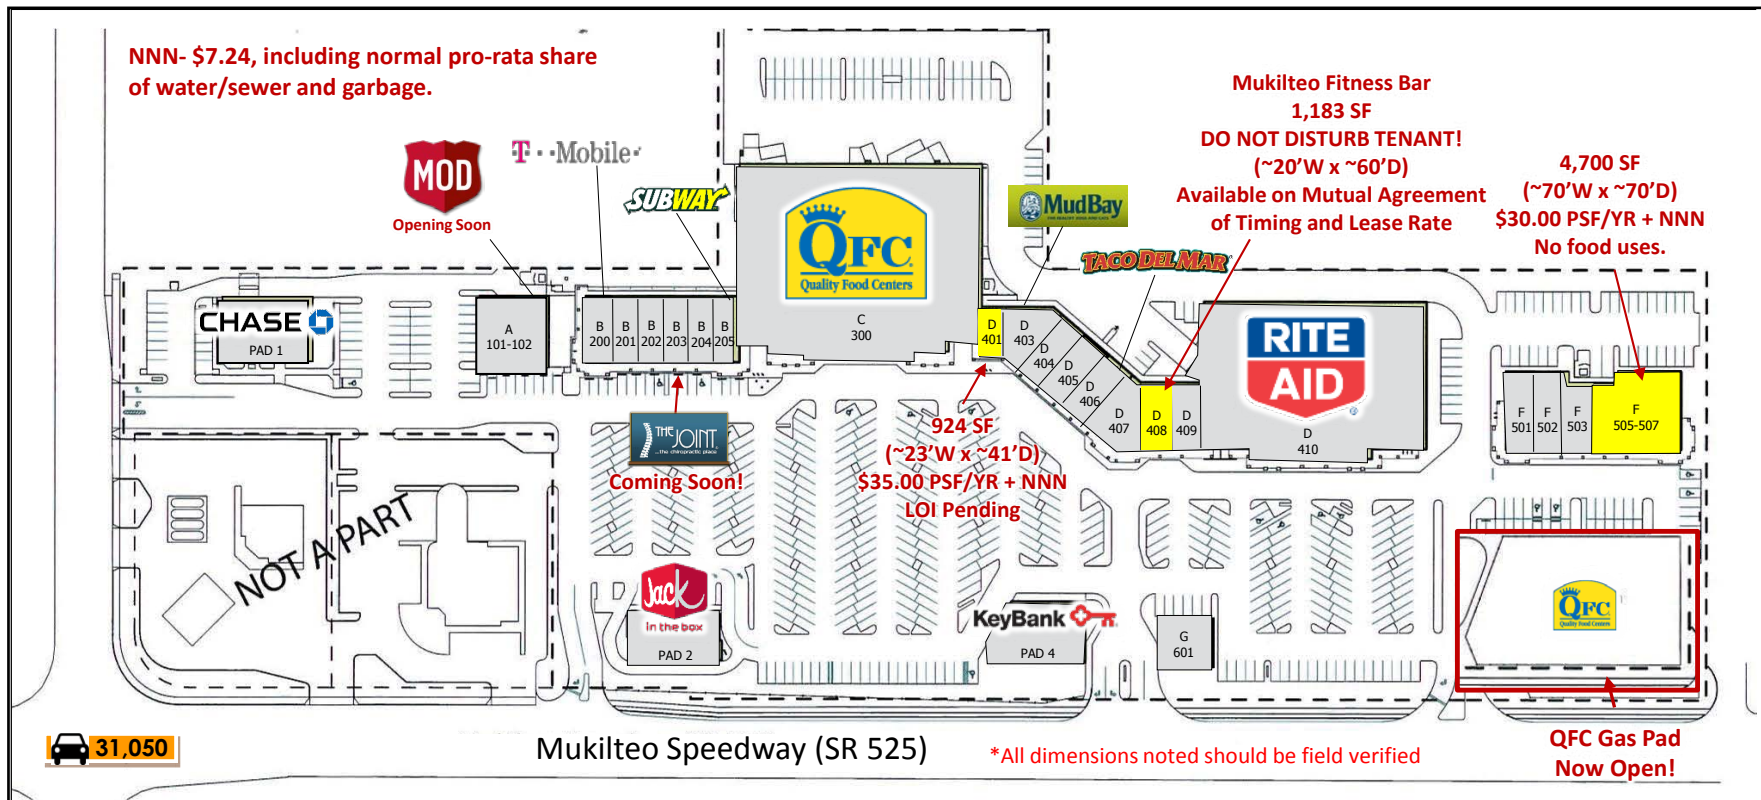 NNN- $7.24, including normal pro-rata share
of water/sewer and garbage.
MOD
Opening Soon
T··Mobile·
SUBWAY
QFC
Quality Food Centers
MudBay
TACO DEL MAR
Mukilteo Fitness Bar
1,183 SF
DO NOT DISTURB TENANT!
(~20'W x ~60'D)
Available on Mutual Agreement
of Timing and Lease Rate
4,700 SF
(~70'W x ~70'D)
$30.00 PSF/YR + NNN
No food uses.
CHASE
PAD 1
A
101-102
B
200
B
201
B
202
B
203
B
204
B
205
C
300
D
401
D
403
D
404
D
405
D
406
D
407
D
408
D
409
RITE
AID
D
410
F
501
F
502
F
503
F
505-507
THE JOINT
...the chiropractic place
Coming Soon!
924 SF
(~23'W x ~41'D)
$35.00 PSF/YR + NNN
LOI Pending
NOT A PART
Jack
in the box
PAD 2
KeyBank
PAD 4
G
601
QFC
Quality Food Centers
31,050
Mukilteo Speedway (SR 525)
*All dimensions noted should be field verified
QFC Gas Pad
Now Open!